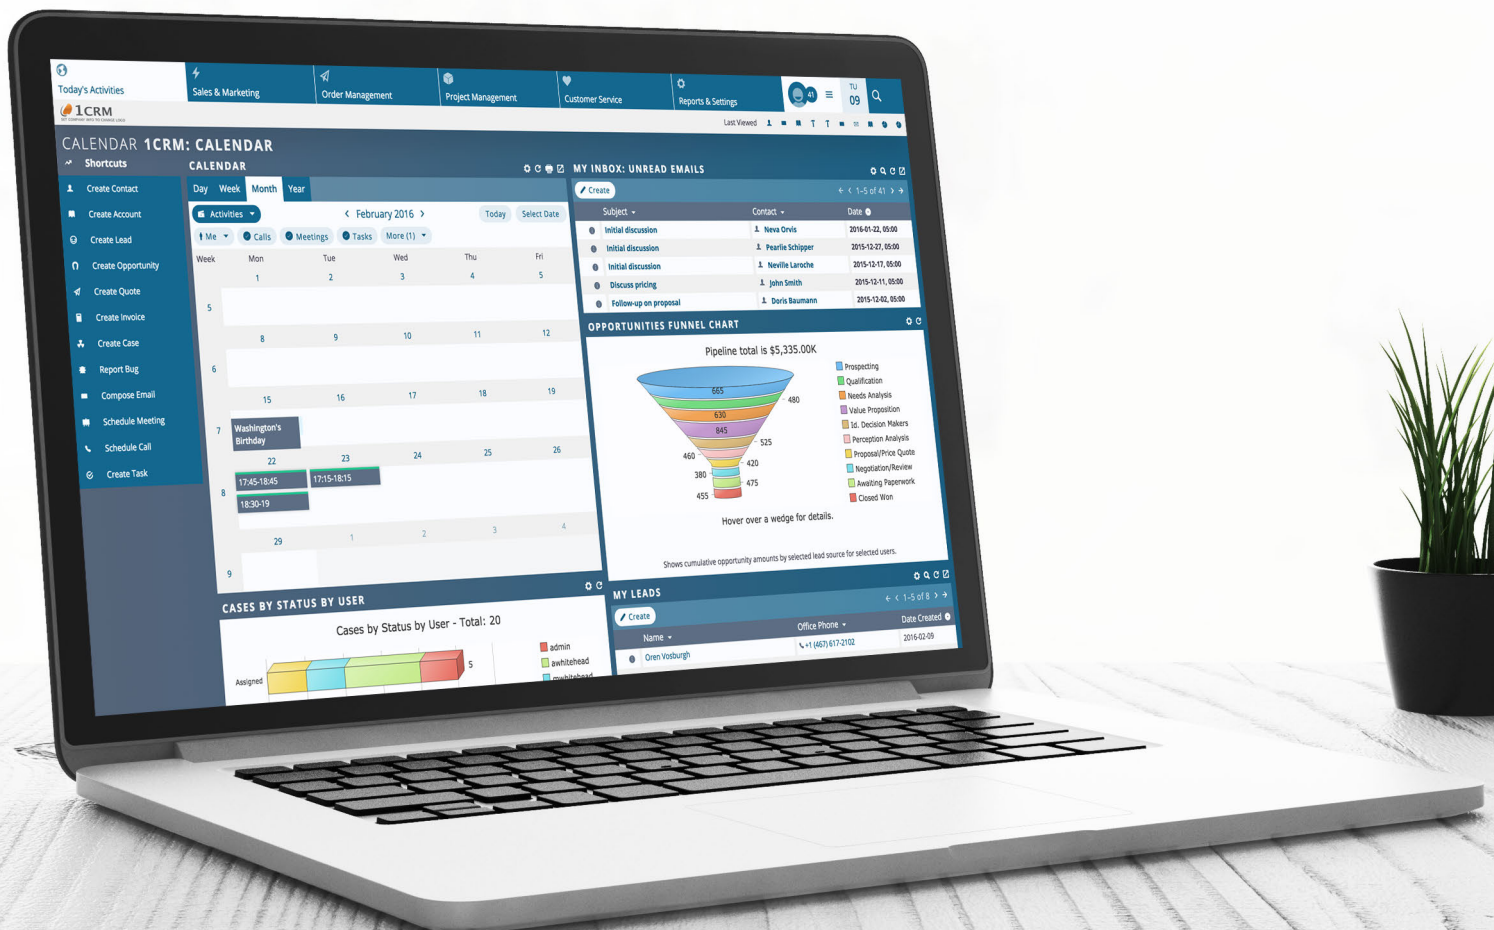 Today's Activities
Sales & Marketing
Order Management
Project Management
Customer Service
Reports & Settings
41
TU
09
1CRM
Last Viewed
CALENDAR 1CRM: CALENDAR
Shortcuts
Create Contact
Create Account
Create Lead
Create Opportunity
Create Quote
Create Invoice
Create Case
Report Bug
Compose Email
Schedule Meeting
Schedule Call
Create Task
CALENDAR
Day Week Month Year
Activities
February 2016
Today Select Date
Me Calls Meetings Tasks More (1)
Week Mon Tue Wed Thu Fri
1 2 3 4 5
5
8 9 10 11 12
6
15 16 17 18 19
7
Washington's
Birthday
22 23 24 25 26
8
17:45-18:45 17:15-18:15
18:30-19
29 1 2 3 4
9
CASES BY STATUS BY USER
Cases by Status by User - Total: 20
Assigned
5
admin
awhitehead
mwhitehead
MY INBOX: UNREAD EMAILS
Create
1-5 of 41
Subject Contact Date
Initial discussion Neva Orvis 2016-01-22, 05:00
Initial discussion Pearlie Schipper 2015-12-27, 05:00
Initial discussion Neville Laroche 2015-12-17, 05:00
Discuss pricing John Smith 2015-12-11, 05:00
Follow-up on proposal Doris Baumann 2015-12-02, 05:00
OPPORTUNITIES FUNNEL CHART
Pipeline total is $5,335.00K
665
480
630
845
525
460
420
380
475
455
Prospecting
Qualification
Needs Analysis
Value Proposition
Id. Decision Makers
Perception Analysis
Proposal/Price Quote
Negotiation/Review
Awaiting Paperwork
Closed Won
Hover over a wedge for details.
Shows cumulative opportunity amounts by selected lead source for selected users.
MY LEADS
Create
1-5 of 8
Name Office Phone Date Created
Oren Vosburgh +1 (467) 617-2102 2016-02-09